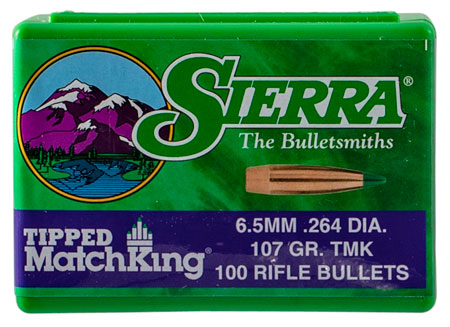 SIERRA®
The Bulletsmiths
TIPPED
MatchKing®
6.5MM .264 DIA.
107 GR. TMK
100 RIFLE BULLETS